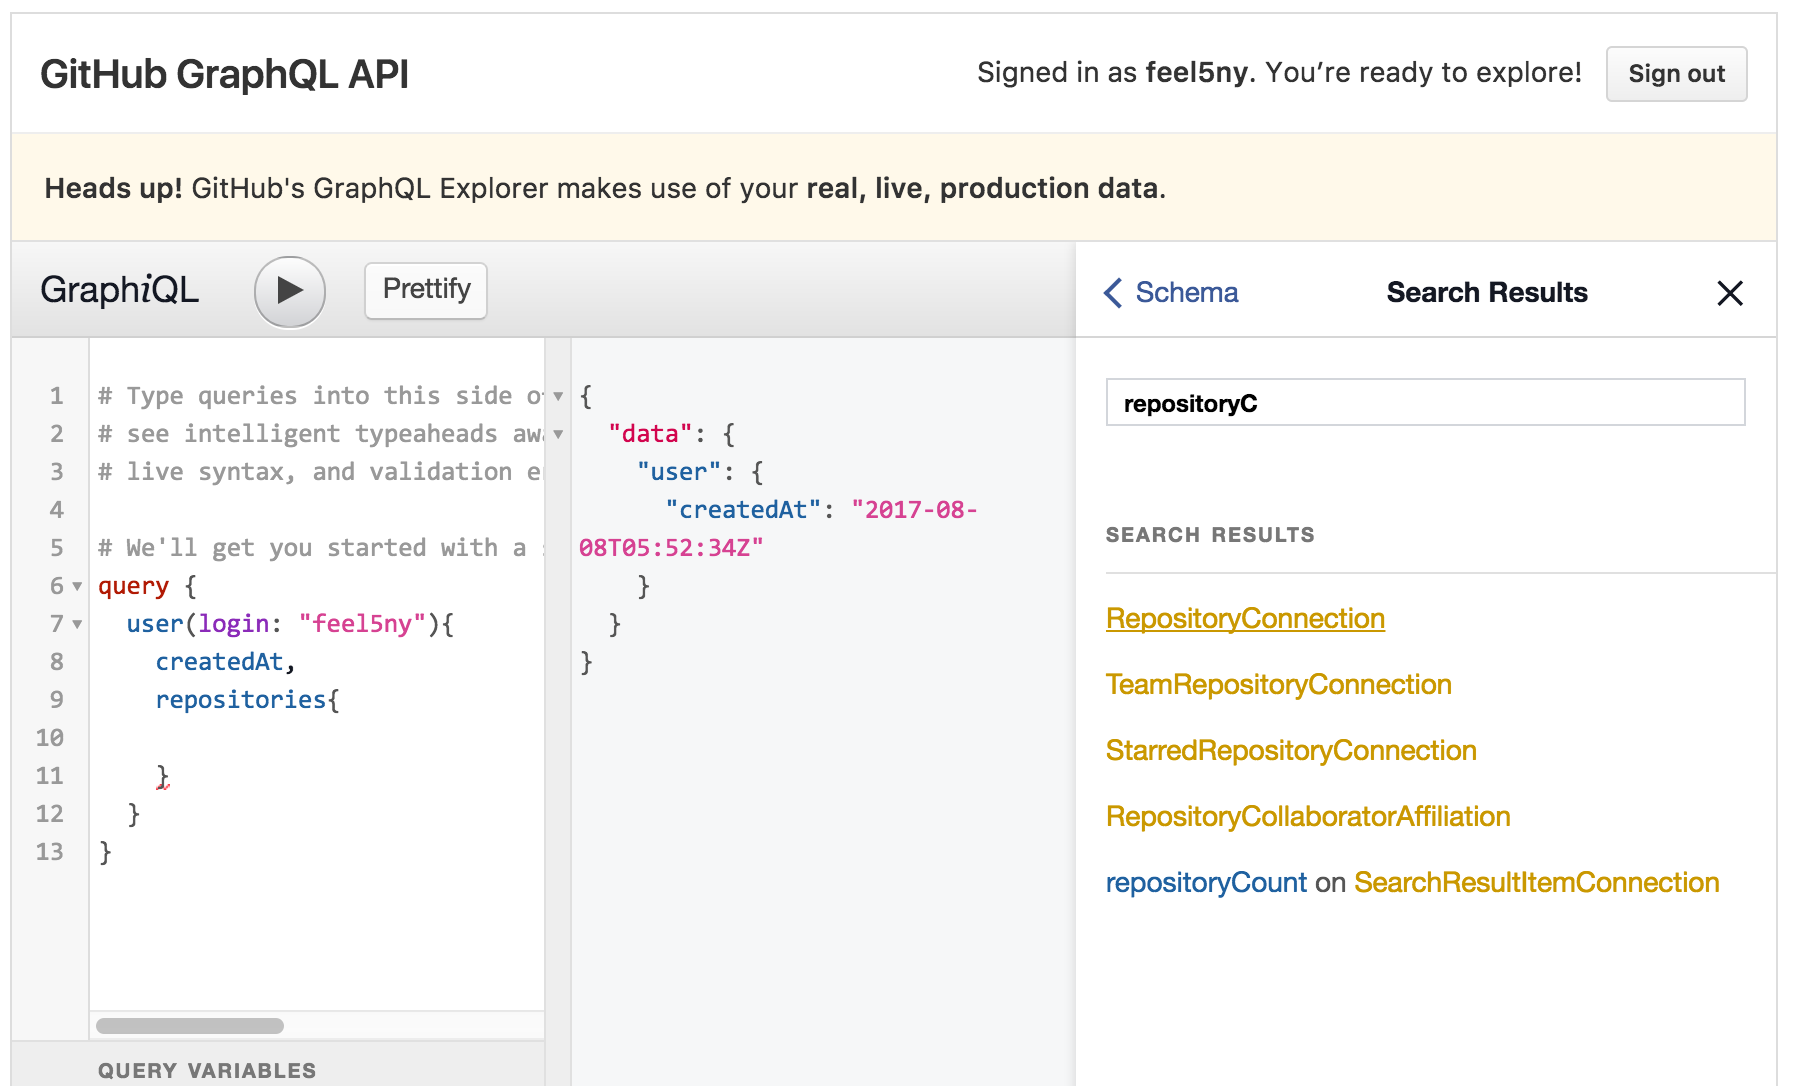 GitHub GraphQL API
Signed in as feel5ny. You’re ready to explore!
Sign out
Heads up! GitHub's GraphQL Explorer makes use of your real, live, production data.
GraphiQL
Prettify
1 # Type queries into this side o
2 # see intelligent typeaheads aw
3 # live syntax, and validation e
4
5 # We'll get you started with a
6 query {
7 user(login: "feel5ny"){
8 createdAt,
9 repositories{
10
11 }
12 }
13 }
QUERY VARIABLES
{
"data": {
"user": {
"createdAt": "2017-08-
08T05:52:34Z"
}
}
}
Schema
Search Results
repositoryC
SEARCH RESULTS
RepositoryConnection
TeamRepositoryConnection
StarredRepositoryConnection
RepositoryCollaboratorAffiliation
repositoryCount on SearchResultItemConnection